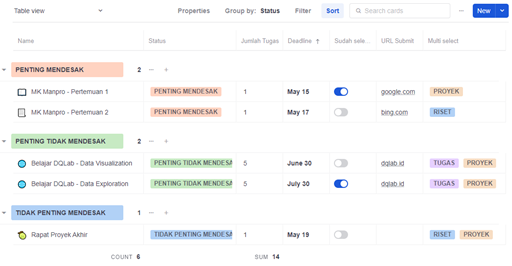 Table view Properties Group by: Status Filter Sort Search cards New
Name Status Jumlah Tugas Deadline ↑ Sudah sele... URL Submit Multi select
PENTING MENDESAK 2
MK Manpro - Pertemuan 1 PENTING MENDESAK 1 May 15 google.com PROYEK
MK Manpro - Pertemuan 2 PENTING MENDESAK 1 May 17 bing.com RISET
PENTING TIDAK MENDESAK 2
Belajar DQLab - Data Visualization PENTING TIDAK MENDESA 5 June 30 dqlab.id TUGAS PROYEK
Belajar DQLab - Data Exploration PENTING TIDAK MENDESA 5 July 30 dqlab.id TUGAS PROYEK
TIDAK PENTING MENDESAK 1
Rapat Proyek Akhir TIDAK PENTING MENDESA 1 May 19 RISET PROYEK
COUNT 6 SUM 14